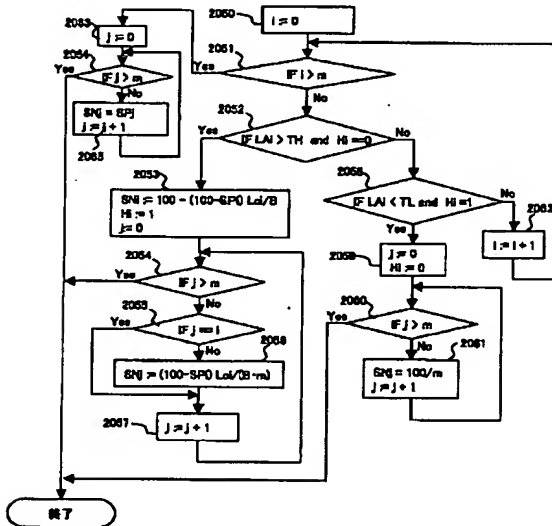 2050
i := 0
2051
IF i > m
Yes
No
2063
j := 0
2064
IF j > m
Yes
No
SNj = SPj
j := j + 1
2065
2052
IF LAi > TH and Hi ==0
Yes
No
2053
SNi := 100 - (100-SPi) Lci/B
Hi := 1
j := 0
2054
IF j > m
Yes
No
2055
IF j == i
Yes
No
2056
SNj := (100-SPi) Lci/(B-m)
2057
j := j + 1
2058
IF LAi < TL and Hi =1
No
Yes
2062
i := i + 1
2059
j := 0
Hi := 0
2060
IF j > m
Yes
No
2061
SNj = 100/m
j := j + 1
終了